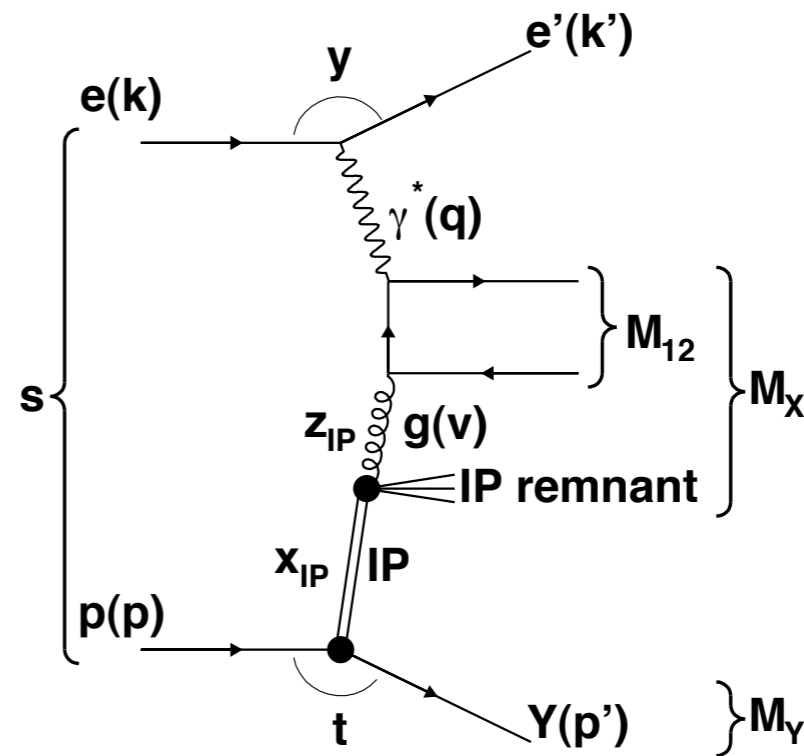 e'(k')
y
e(k)
γ*(q)
M12
s
MX
zIP g(v)
IP remnant
xIP IP
p(p)
t
Y(p')
MY